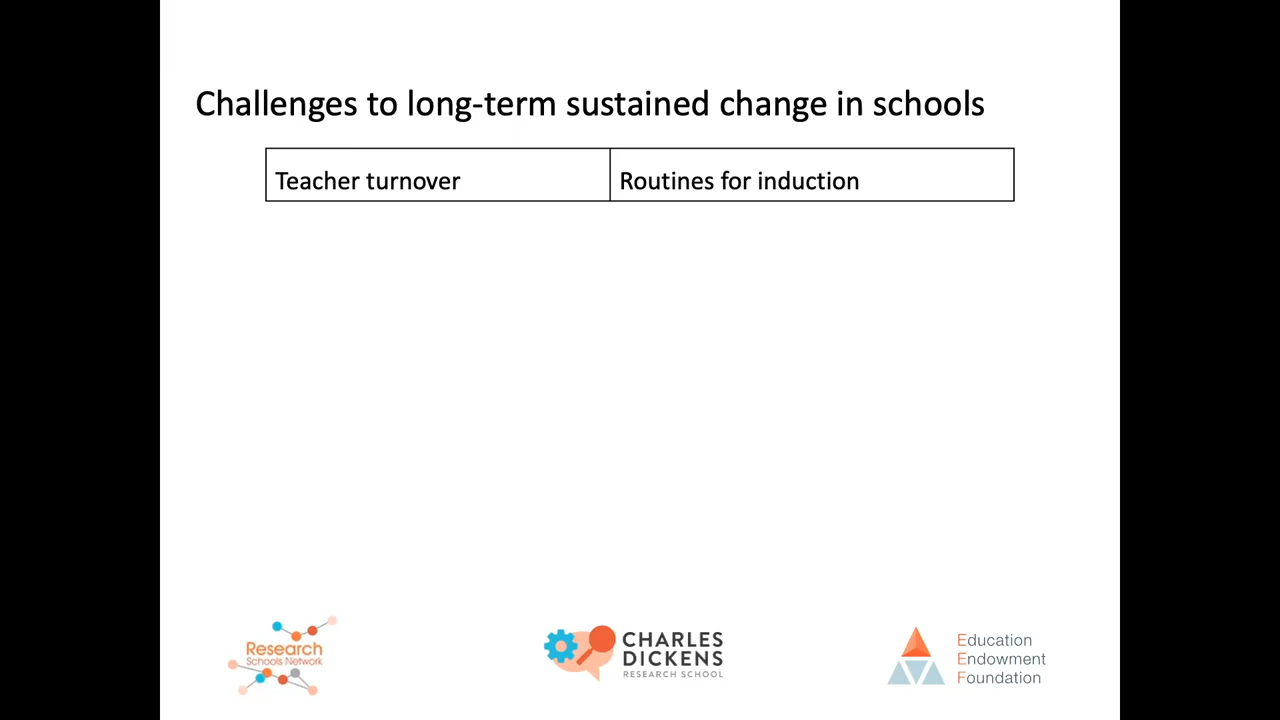 Challenges to long-term sustained change in schools
Teacher turnover
Routines for induction
Research
Schools Network
CHARLES
DICKENS
RESEARCH SCHOOL
Education
Endowment
Foundation